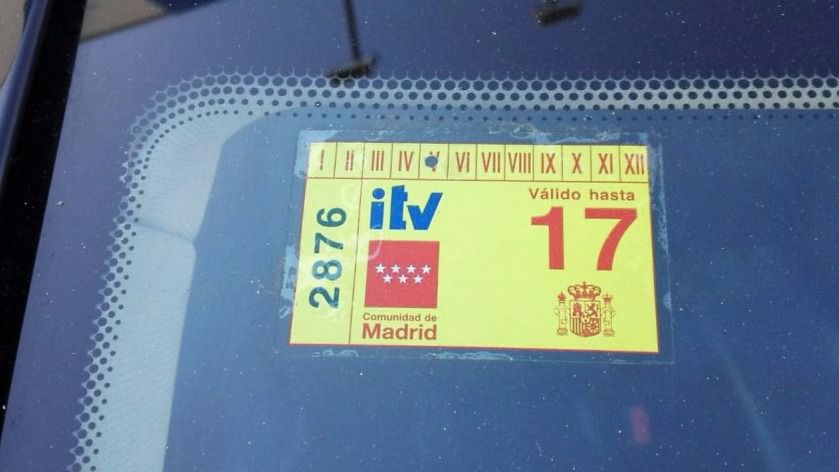 I II III IV V VI VII VIII IX X XI XII
2876
itv
Válido hasta
17
Comunidad de
Madrid